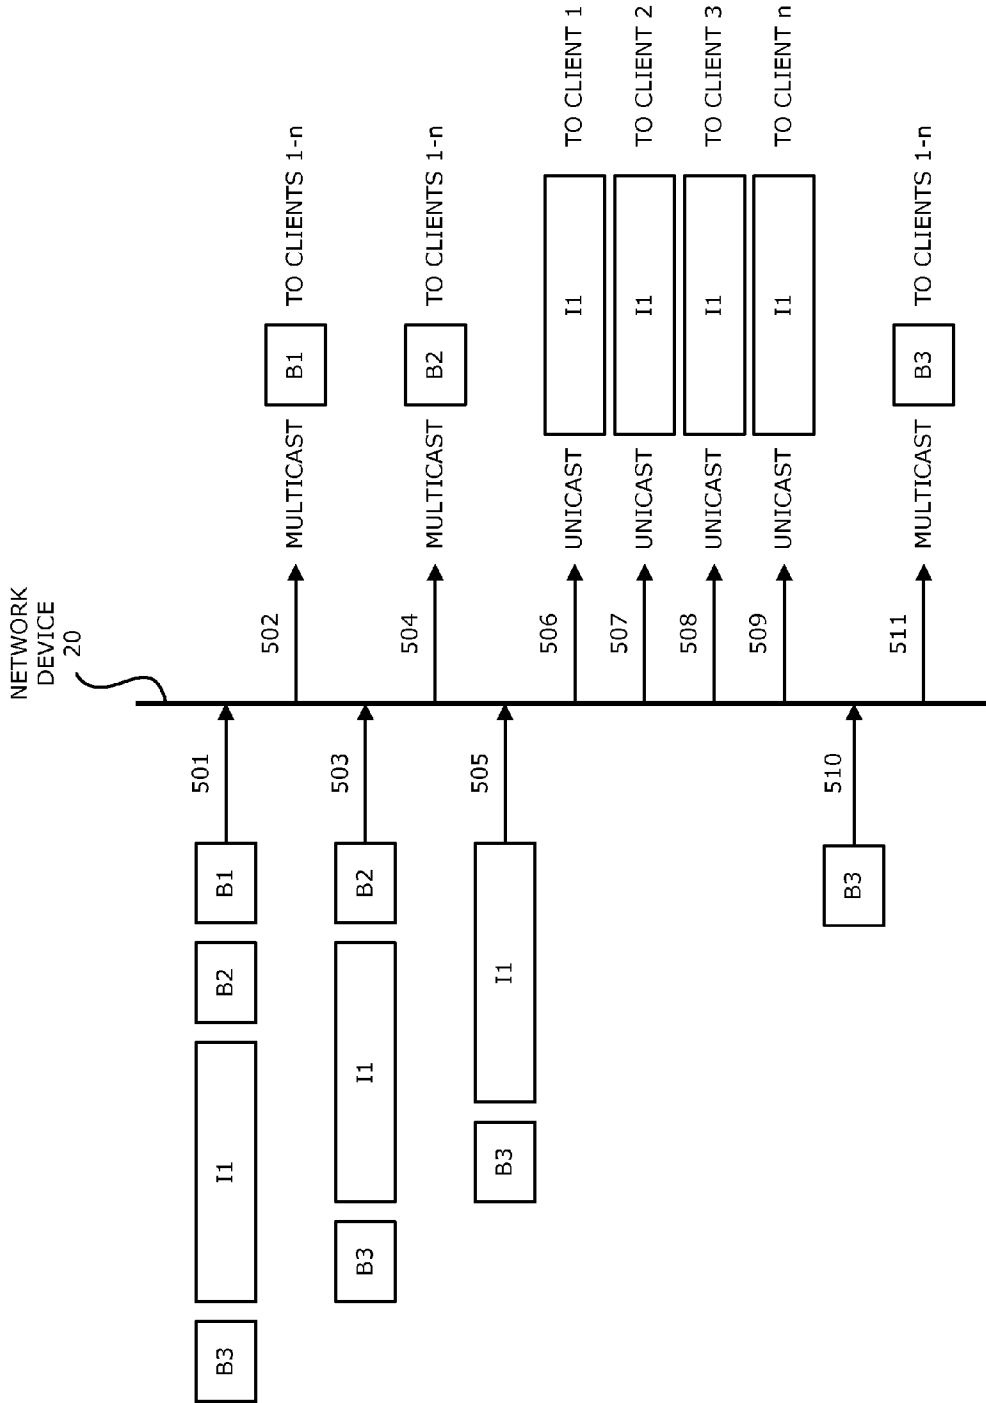 NETWORK
DEVICE
20
501
B1
B2
I1
B3
502
MULTICAST
B1
TO CLIENTS 1-n
503
B2
I1
B3
504
MULTICAST
B2
TO CLIENTS 1-n
505
I1
B3
506
UNICAST
I1
TO CLIENT 1
507
UNICAST
I1
TO CLIENT 2
508
UNICAST
I1
TO CLIENT 3
509
UNICAST
I1
TO CLIENT n
510
B3
511
MULTICAST
B3
TO CLIENTS 1-n